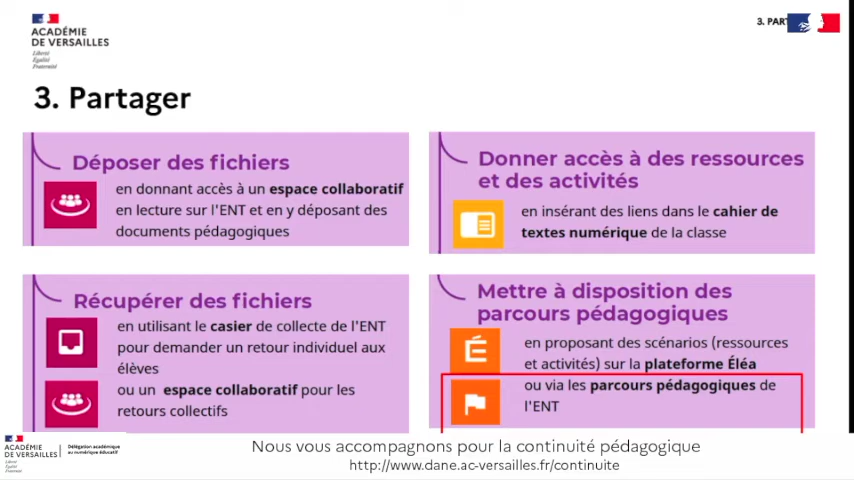 ACADÉMIE
DE VERSAILLES
Liberté
Égalité
Fraternité
3. PART
3. Partager
Déposer des fichiers
en donnant accès à un espace collaboratif
en lecture sur l'ENT et en y déposant des
documents pédagogiques
Donner accès à des ressources
et des activités
en insérant des liens dans le cahier de
textes numérique de la classe
Récupérer des fichiers
en utilisant le casier de collecte de l'ENT
pour demander un retour individuel aux
élèves
ou un espace collaboratif pour les
retours collectifs
Mettre à disposition des
parcours pédagogiques
en proposant des scénarios (ressources
et activités) sur la plateforme Éléa
ou via les parcours pédagogiques de
l'ENT
ACADÉMIE
DE VERSAILLES
Liberté
Égalité
Fraternité
Délégation académique
au numérique éducatif
Nous vous accompagnons pour la continuité pédagogique
http://www.dane.ac-versailles.fr/continuite